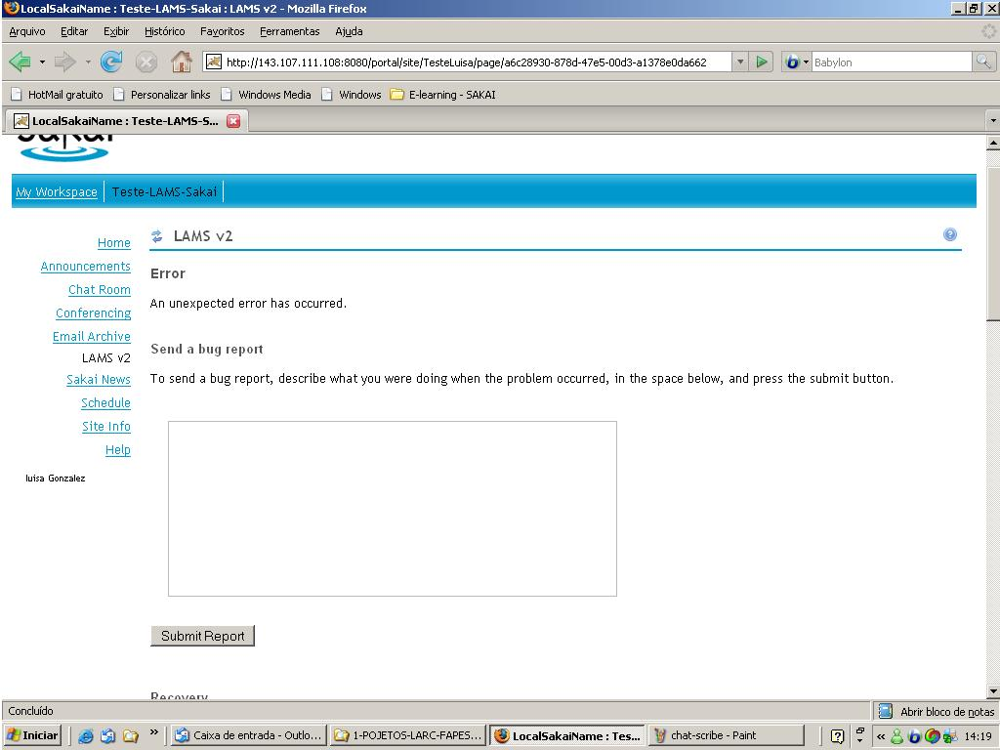 LocalSakaiName : Teste-LAMS-Sakai : LAMS v2 - Mozilla Firefox
Arquivo Editar Exibir Histórico Favoritos Ferramentas Ajuda
http://143.107.111.108:8080/portal/site/TesteLuisa/page/a6c28930-878d-47e5-00d3-a1378e0da662
Babylon
HotMail gratuito Personalizar links Windows Media Windows E-learning - SAKAI
LocalSakaiName : Teste-LAMS-S...
sakai
My Workspace Teste-LAMS-Sakai
Home
Announcements
Chat Room
Conferencing
Email Archive
LAMS v2
Sakai News
Schedule
Site Info
Help
luisa Gonzalez
LAMS v2
Error
An unexpected error has occurred.
Send a bug report
To send a bug report, describe what you were doing when the problem occurred, in the space below, and press the submit button.
Submit Report
Recovery
Concluído
Abrir bloco de notas
Iniciar
Caixa de entrada - Outlo...
1-POJETOS-LARC-FAPES...
LocalSakaiName : Tes...
chat-scribe - Paint
14:19